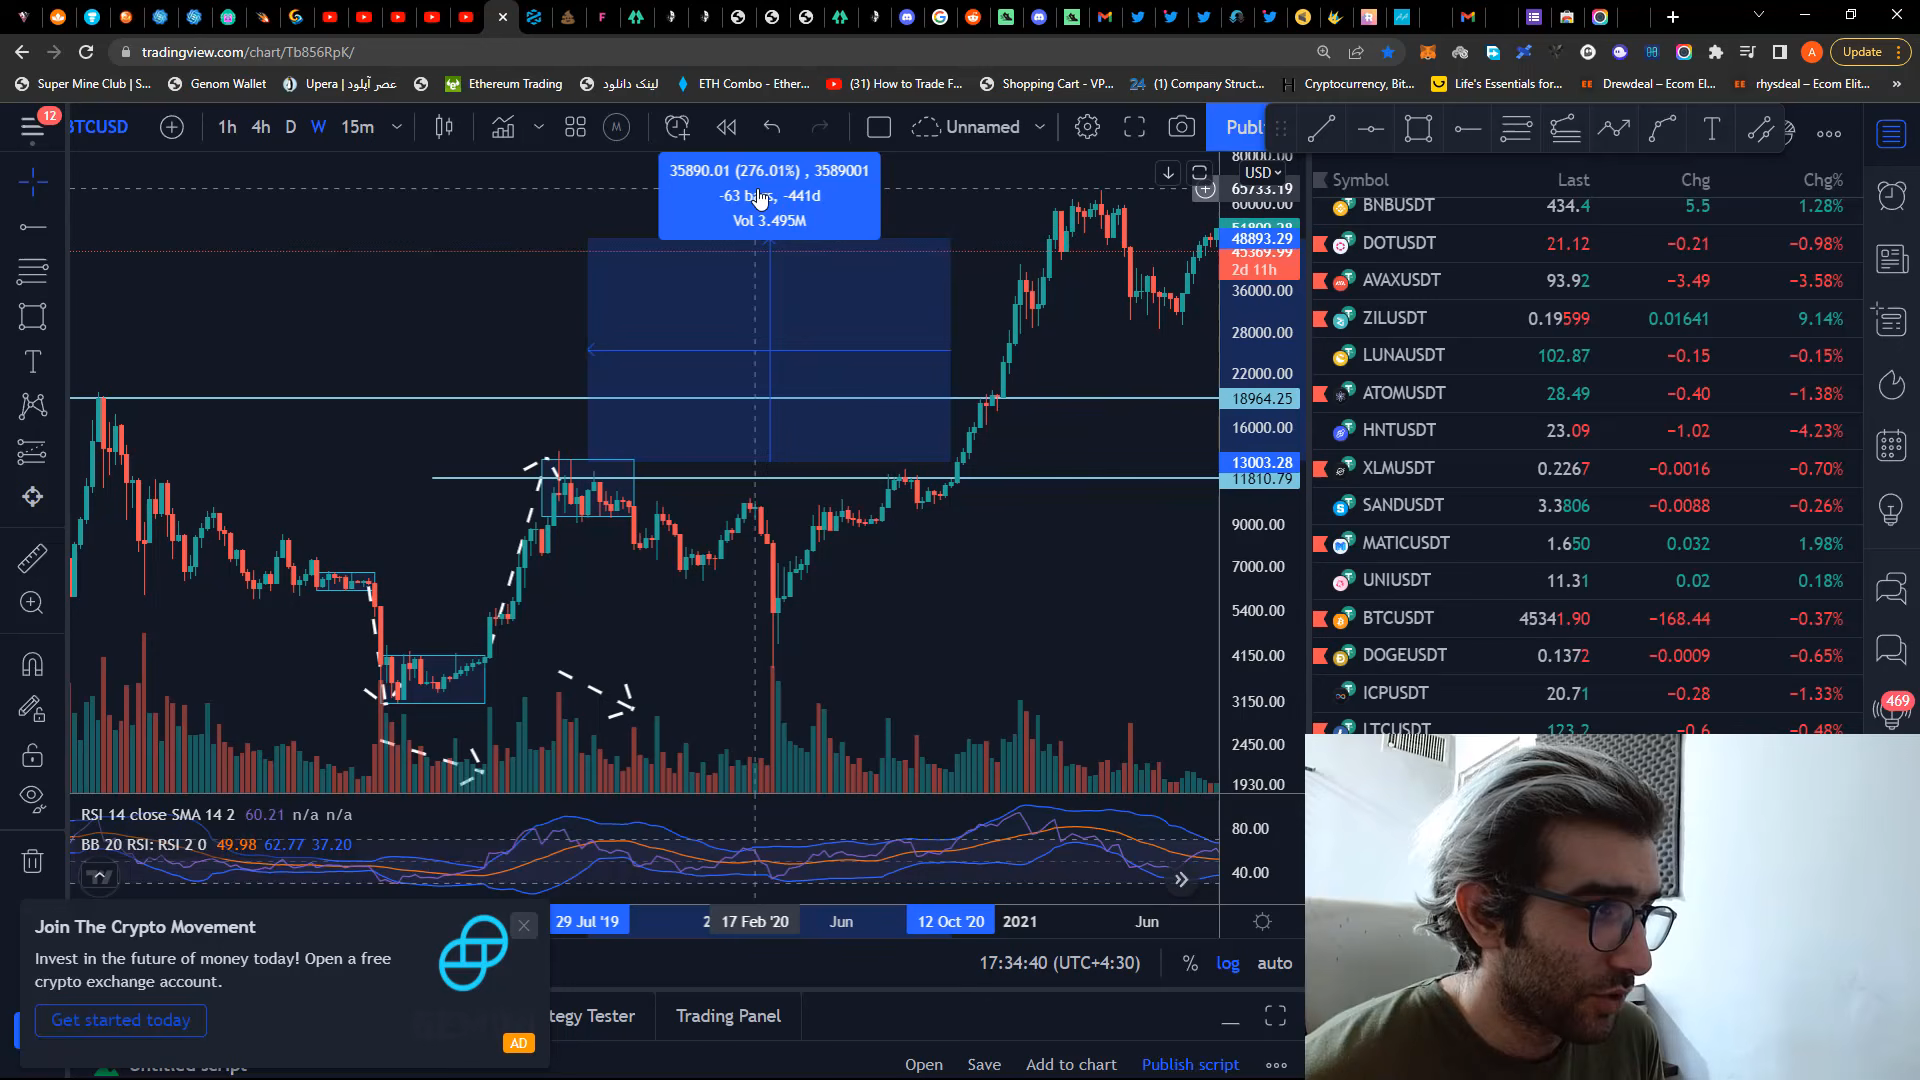 tradingview.com/chart/Tb856RpK/
A
Update
Super Mine Club | S...
Genom Wallet
Upera | عصر آپلود
Ethereum Trading
لینک دانلود
ETH Combo - Ether...
(31) How to Trade F...
Shopping Cart - VP...
24 (1) Company Struct...
Cryptocurrency, Bit...
Life's Essentials for...
Drewdeal – Ecom Eli...
rhysdeal – Ecom Elit...
12
BTCUSD
1h
4h
D
W
15m
M
Unnamed
Publ
35890.01 (276.01%) , 3589001
-63 bars, -441d
Vol 3.495M
USD
80000.00
65733.19
60000.00
48893.29
45369.99
2d 11h
36000.00
28000.00
22000.00
18964.25
16000.00
13003.28
11810.79
9000.00
7000.00
5400.00
4150.00
3150.00
2450.00
1930.00
Symbol Last Chg Chg%
BNBUSDT 434.4 5.5 1.28%
DOTUSDT 21.12 −0.21 −0.98%
AVAXUSDT 93.92 −3.49 −3.58%
ZILUSDT 0.19599 0.01641 9.14%
LUNAUSDT 102.87 −0.15 −0.15%
ATOMUSDT 28.49 −0.40 −1.38%
HNTUSDT 23.09 −1.02 −4.23%
XLMUSDT 0.2267 −0.0016 −0.70%
SANDUSDT 3.3806 −0.0088 −0.26%
MATICUSDT 1.650 0.032 1.98%
UNIUSDT 11.31 0.02 0.18%
BTCUSDT 45341.90 −168.44 −0.37%
DOGEUSDT 0.1372 −0.0009 −0.65%
ICPUSDT 20.71 −0.28 −1.33%
LTCUSDT 123.2 −0.6 −0.48%
469
RSI 14 close SMA 14 2 60.21 n/a n/a
BB 20 RSI: RSI 2 0 49.98 62.77 37.20
80.00
40.00
29 Jul '19
2
17 Feb '20
Jun
12 Oct '20
2021
Jun
Join The Crypto Movement
Invest in the future of money today! Open a free
crypto exchange account.
Get started today
AD
17:34:40 (UTC+4:30)
%
log
auto
tegy Tester
Trading Panel
Untitled script
Open
Save
Add to chart
Publish script